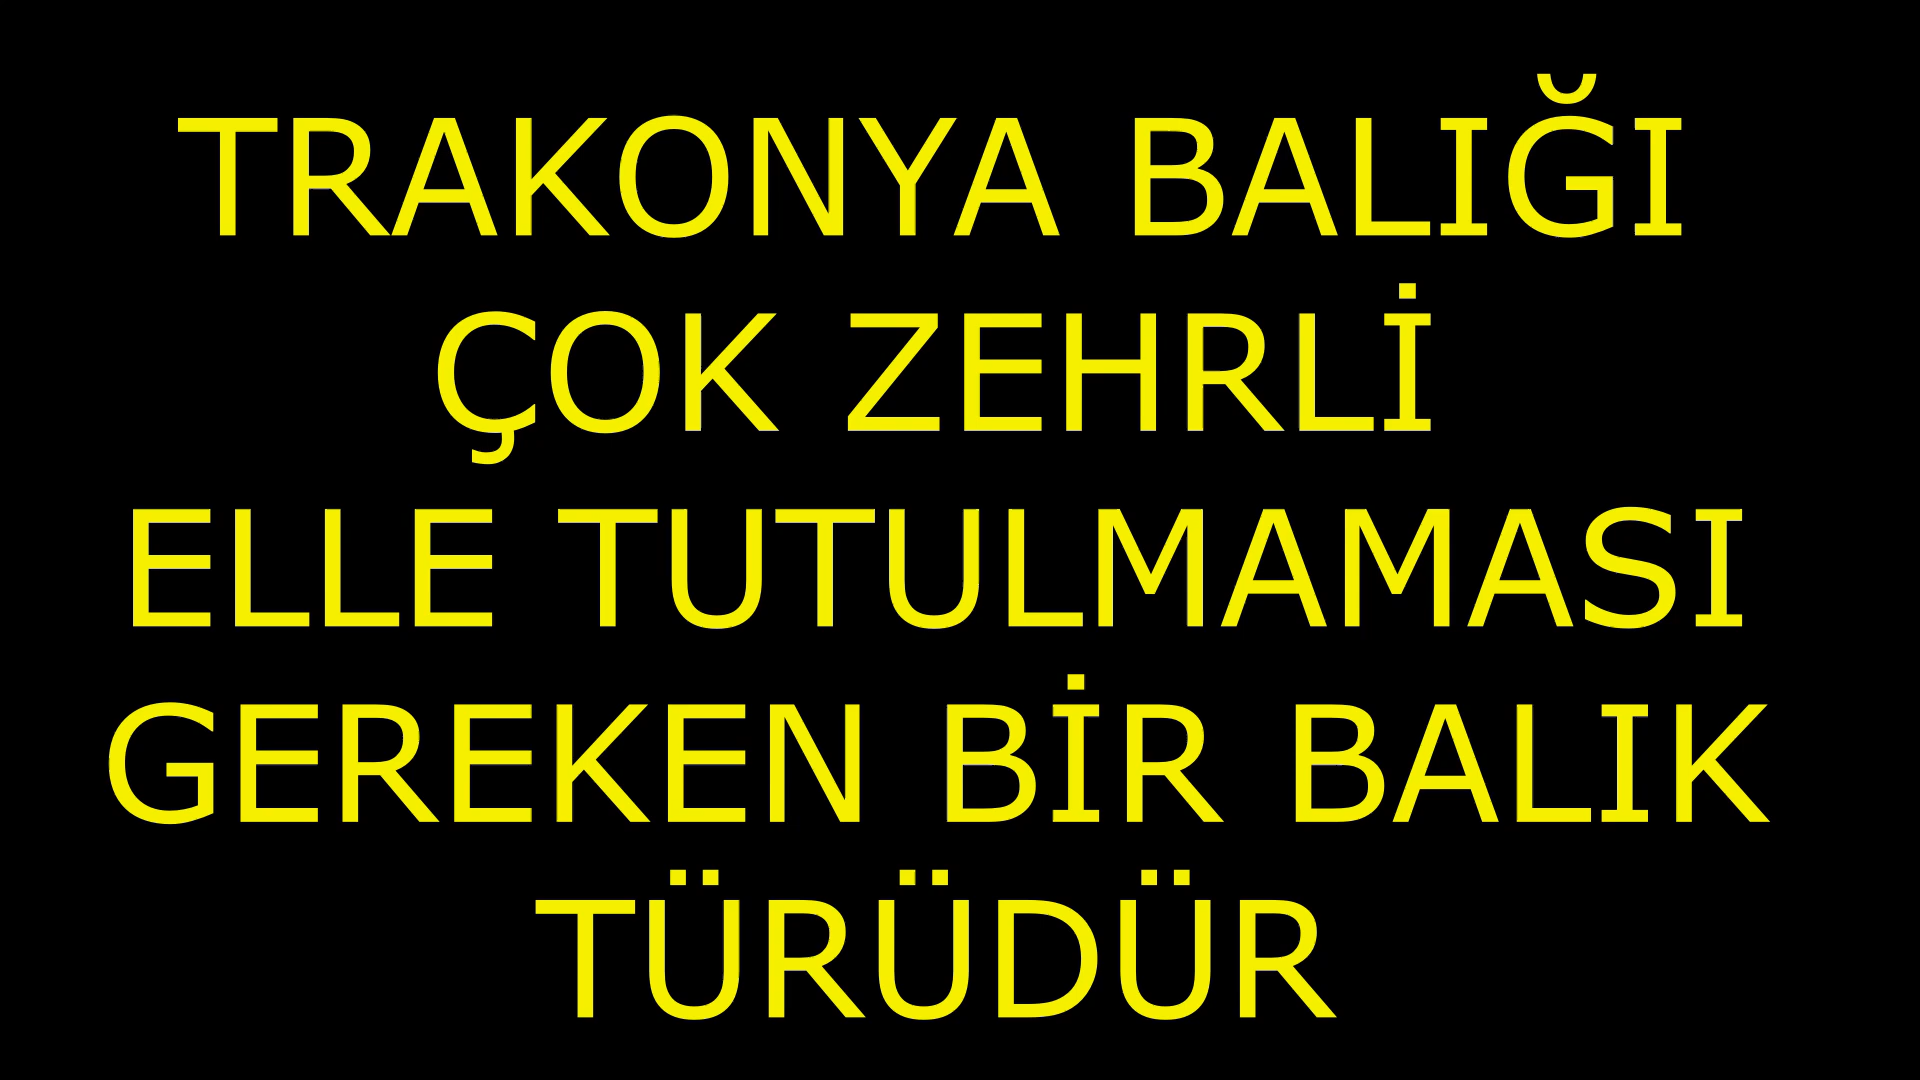 TRAKONYA BALIĞI
ÇOK ZEHRLİ
ELLE TUTULMAMASI
GEREKEN BİR BALIK
TÜRÜDÜR